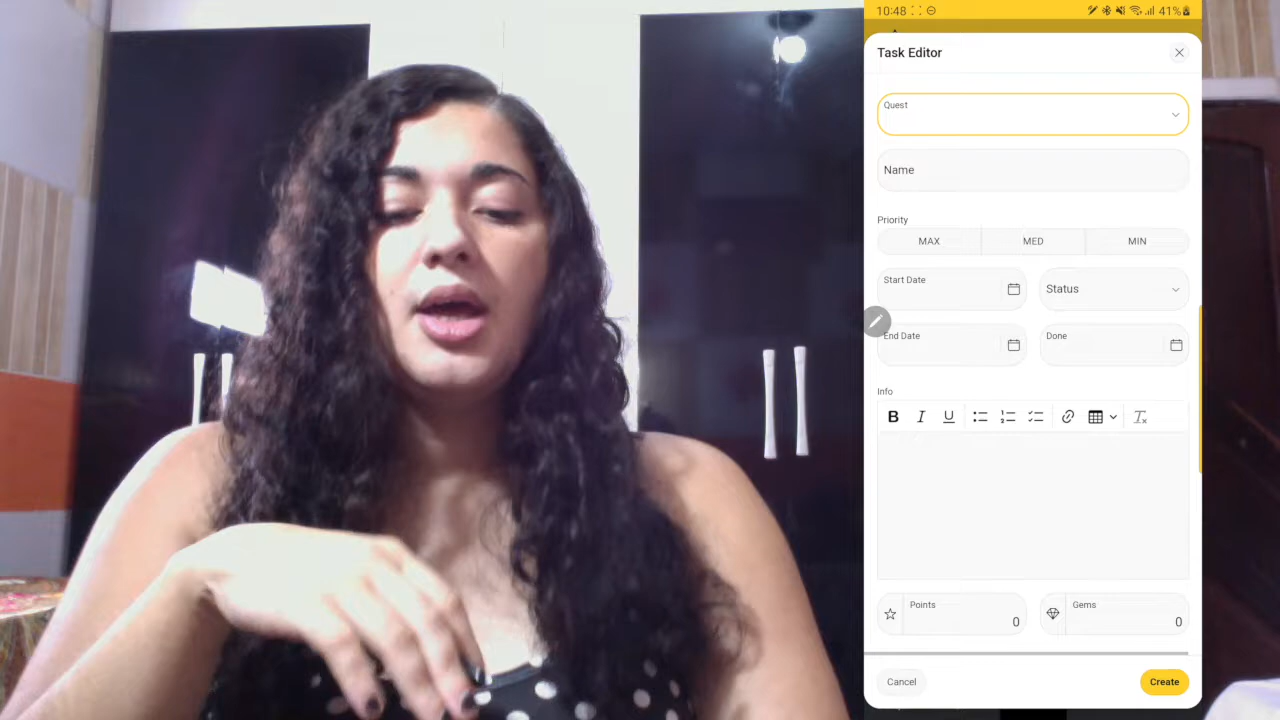 10:48 41%
Task Editor
Quest
Name
Priority
MAX MED MIN
Start Date Status
End Date Done
Info
B I U
Points Gems
0 0
Cancel Create